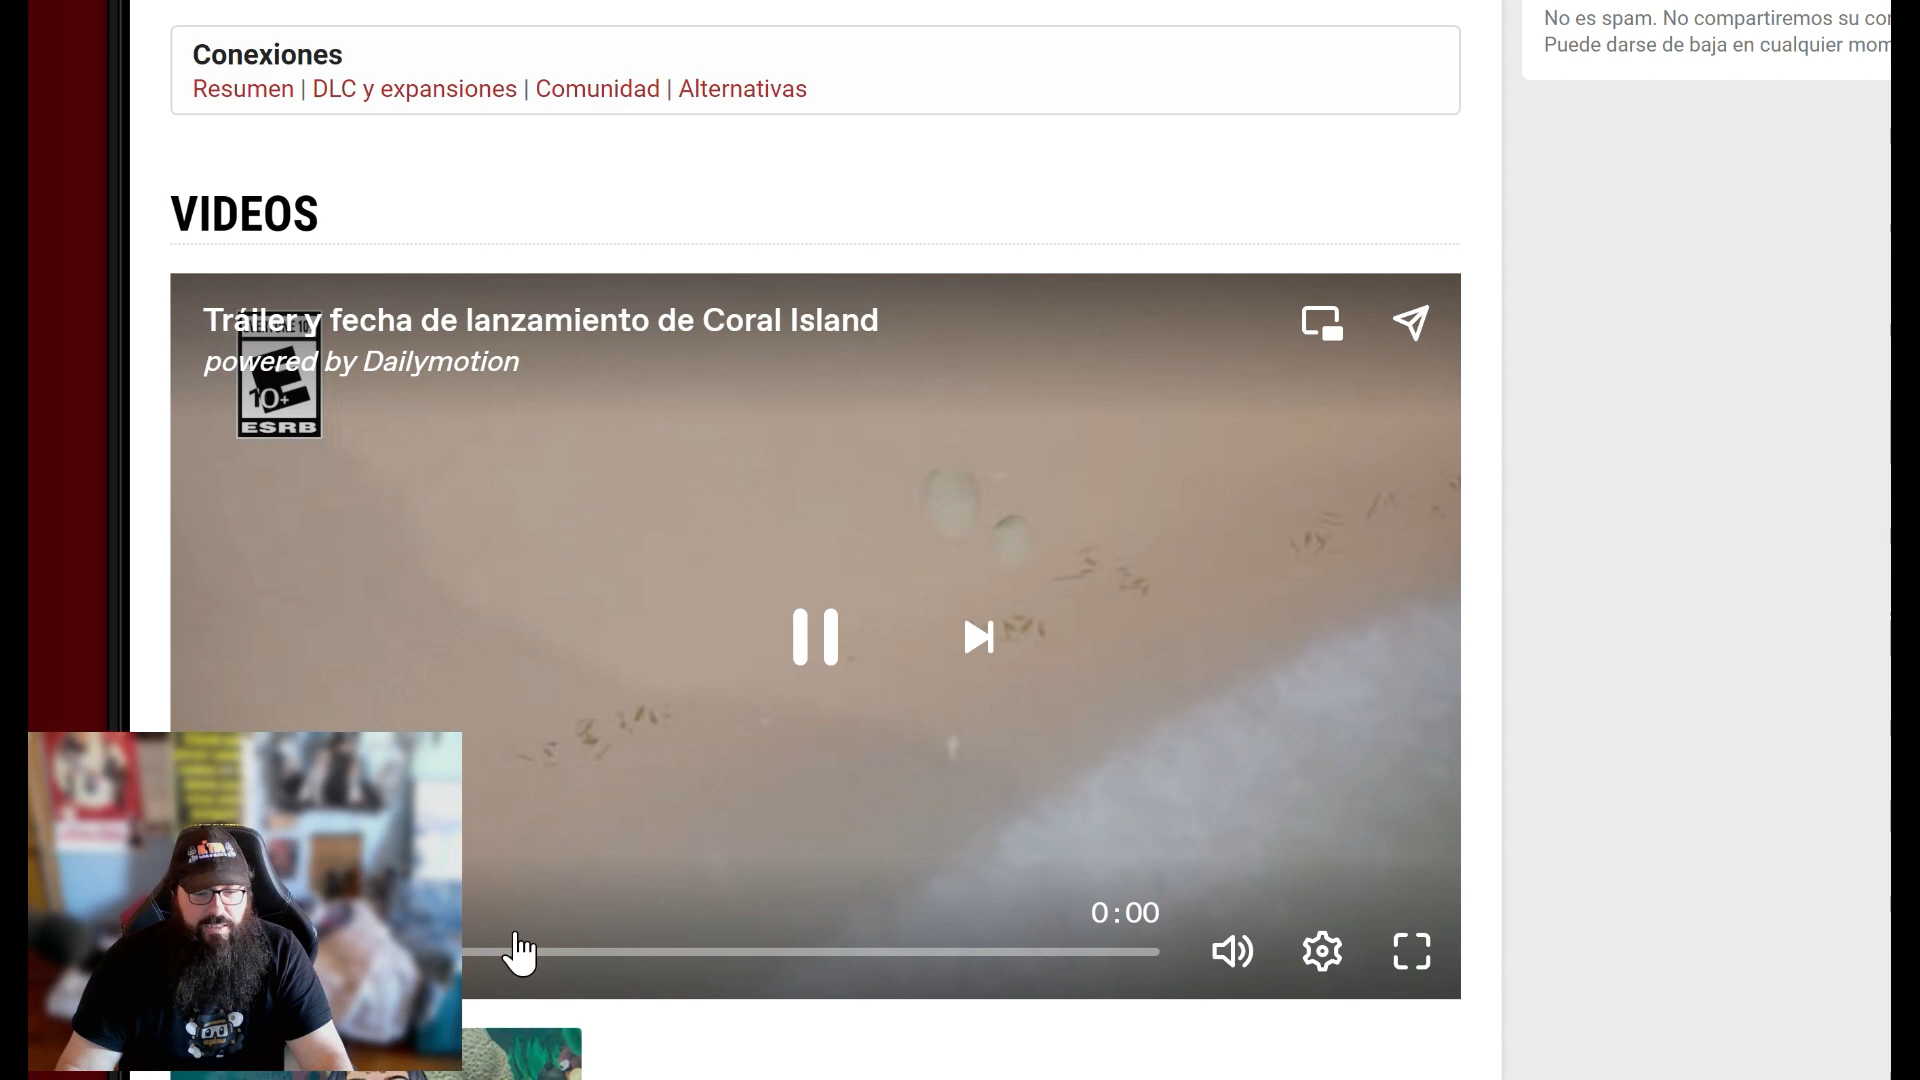 No es spam. No compartiremos su co
Puede darse de baja en cualquier mom
Conexiones
Resumen | DLC y expansiones | Comunidad | Alternativas
VIDEOS
Tráiler y fecha de lanzamiento de Coral Island
powered by Dailymotion
10+
ESRB
0:00